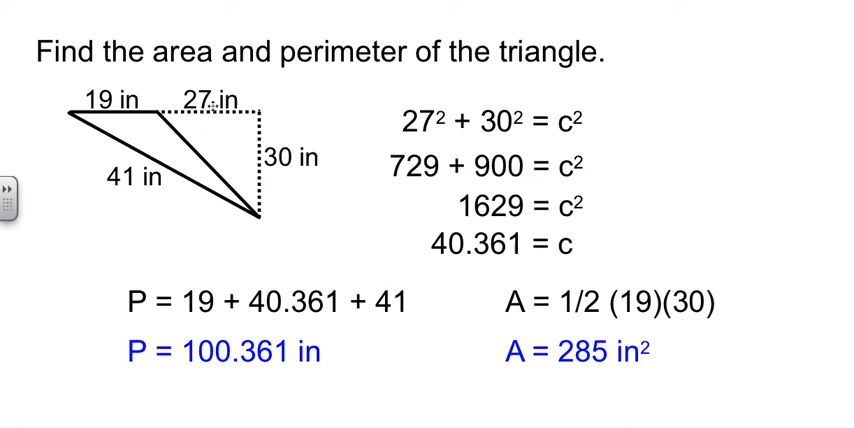 Find the area and perimeter of the triangle.
19 in 27 in
30 in
41 in
27² + 30² = c²
729 + 900 = c²
1629 = c²
40.361 = c
P = 19 + 40.361 + 41
P = 100.361 in
A = 1/2 (19)(30)
A = 285 in²